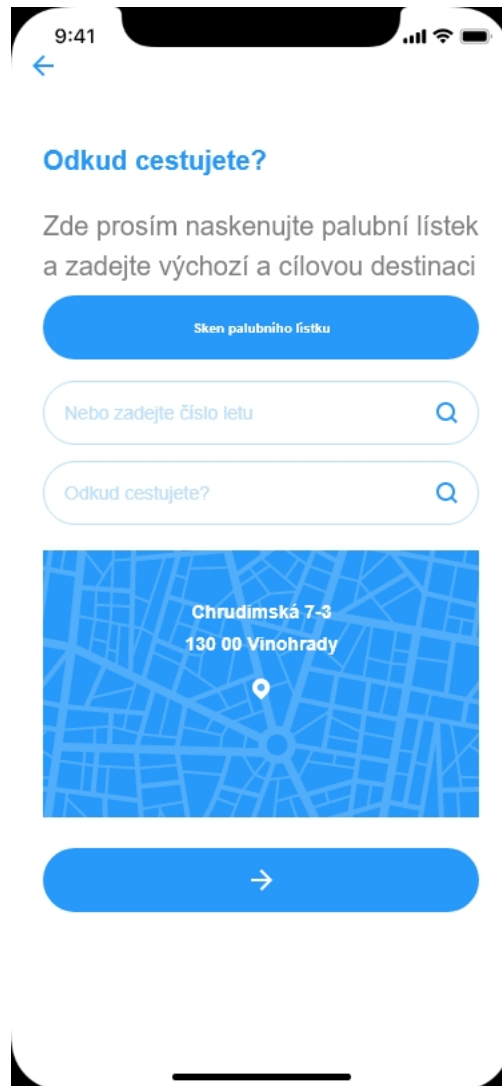 9:41
Odkud cestujete?
Zde prosím naskenujte palubní lístek
a zadejte výchozí a cílovou destinaci
Sken palubního lístku
Nebo zadejte číslo letu
Odkud cestujete?
Chrudimská 7-3
130 00 Vinohrady